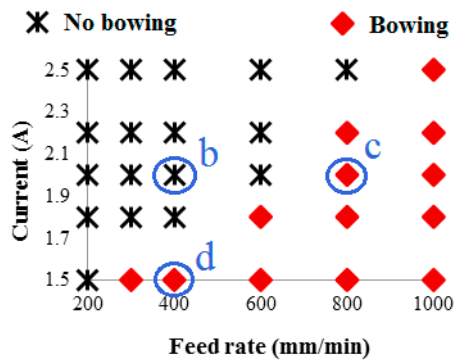 No bowing Bowing
2.5
2.3
2.1
1.9
1.7
1.5
Current (A)
b
c
d
200 400 600 800 1000
Feed rate (mm/min)